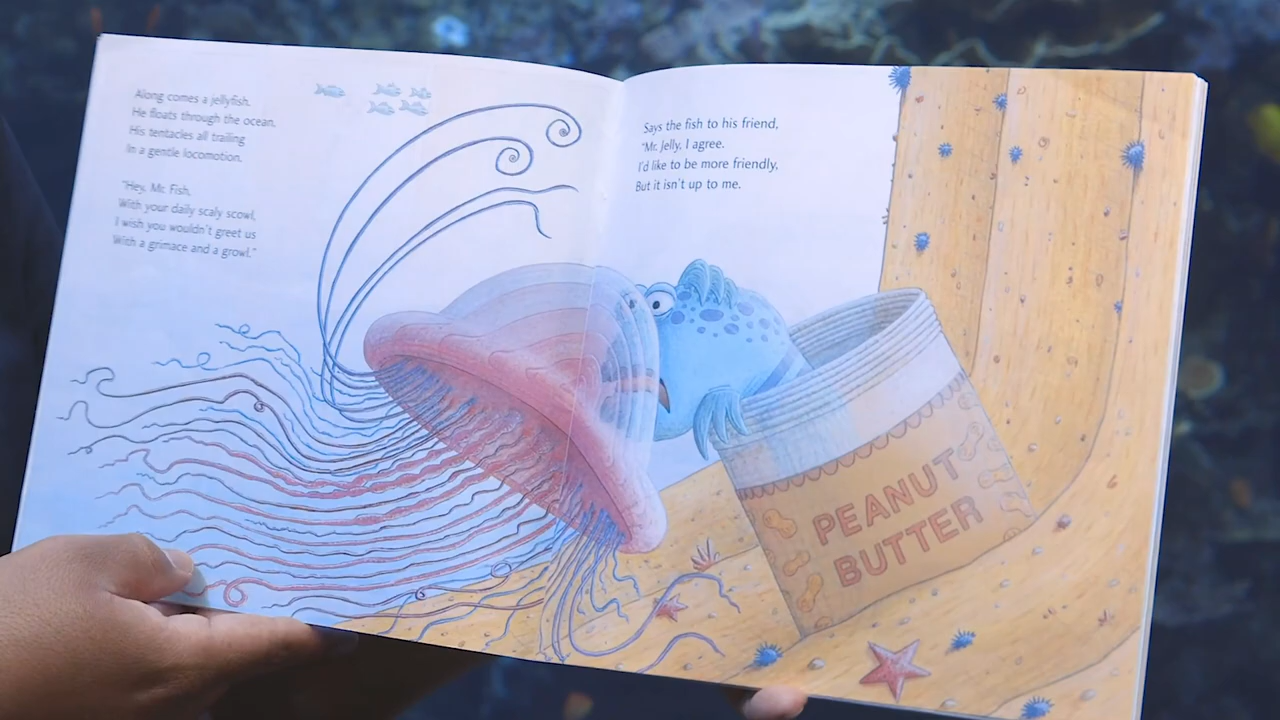 Along comes a jellyfish.
He floats through the ocean,
His tentacles all trailing
In a gentle locomotion.
"Hey, Mr. Fish,
With your daily scaly scowl,
I wish you wouldn't greet us
With a grimace and a growl."
Says the fish to his friend,
"Mr. Jelly, I agree.
I'd like to be more friendly,
But it isn't up to me.
PEANUT
BUTTER